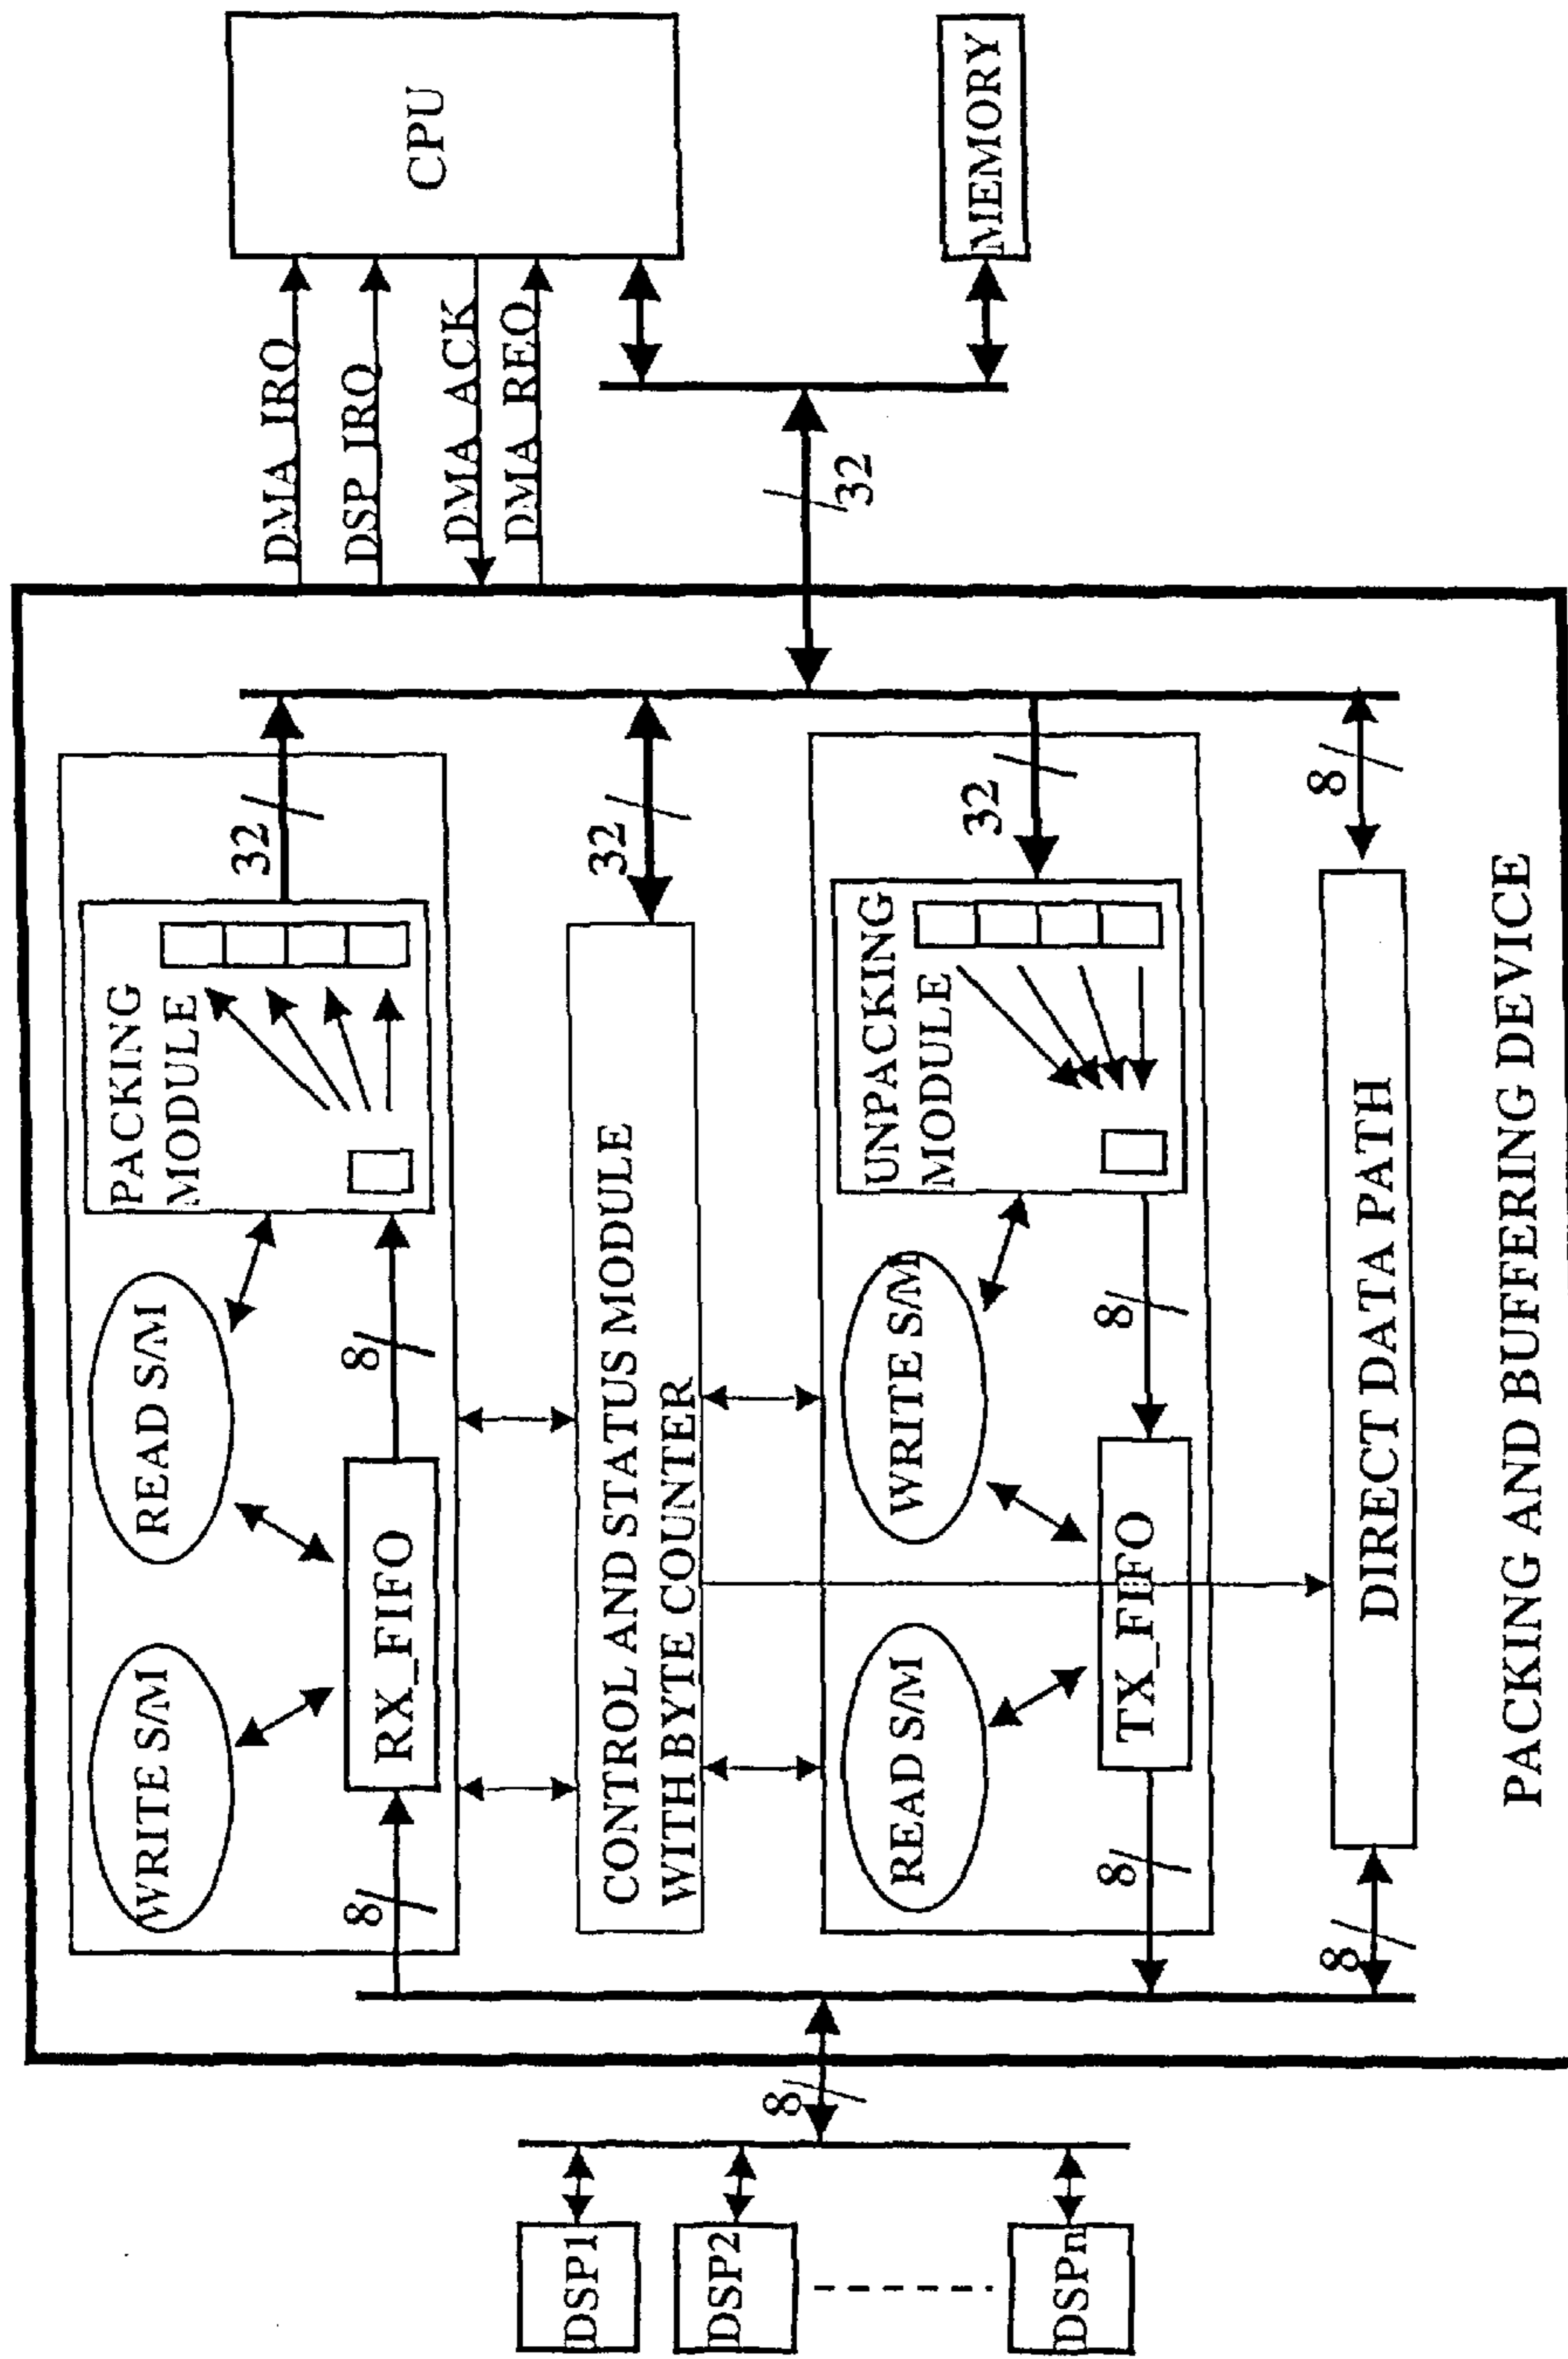 DSP1
DSP2
DSPn
8
WRITE S/M
READ S/M
PACKING
MODULE
8
RX_FIFO
8
32
CONTROL AND STATUS MODULE
WITH BYTE COUNTER
32
READ S/M
WRITE S/M
UNPACKING
MODULE
8
TX_FIFO
8
32
8
DIRECT DATA PATH
8
PACKING AND BUFFERING DEVICE
DMA_IRQ
DSP_IRQ
DMA_ACK
DMA_REQ
32
CPU
MEMORY